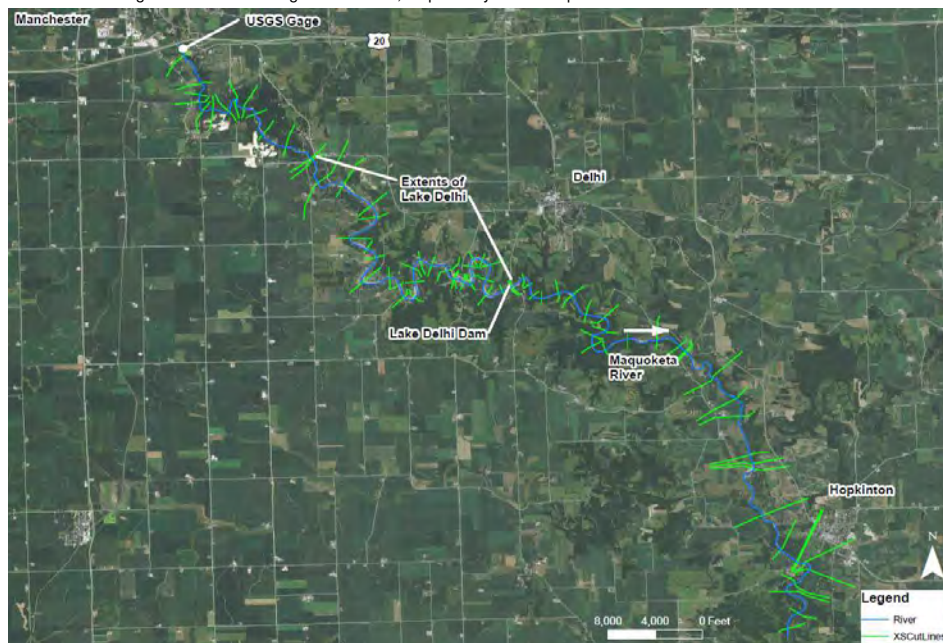 Manchester
USGS Gage
20
Extents of
Lake Delhi
Delhi
Lake Delhi Dam
Maquoketa
River
Hopkinton
N
8,000 4,000 0 Feet
Legend
River
XSCutLines